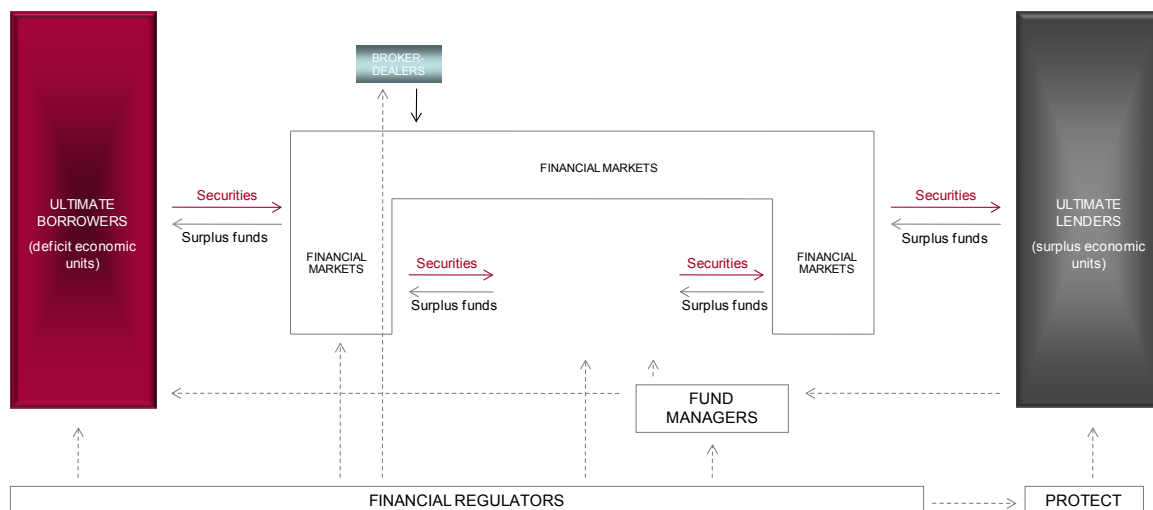 BROKER-
DEALERS
FINANCIAL MARKETS
Securities
Surplus funds
ULTIMATE
BORROWERS
(deficit economic
units)
FINANCIAL
MARKETS
Securities
Surplus funds
Securities
Surplus funds
FINANCIAL
MARKETS
Securities
Surplus funds
ULTIMATE
LENDERS
(surplus economic
units)
FUND
MANAGERS
FINANCIAL REGULATORS
PROTECT